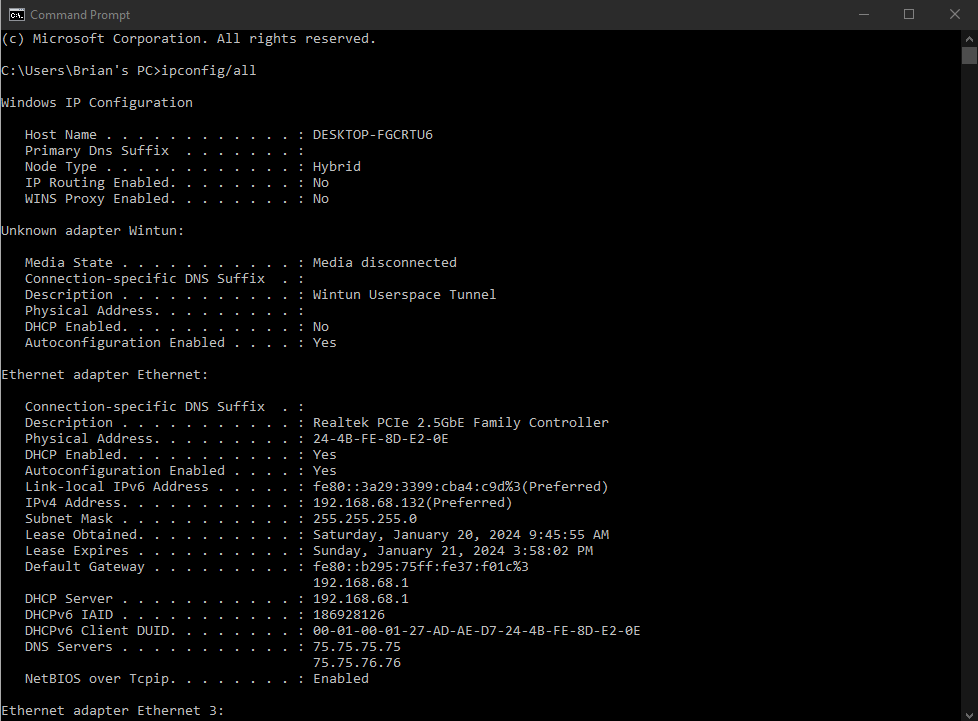 Command Prompt
(c) Microsoft Corporation. All rights reserved.
C:\Users\Brian's PC>ipconfig/all
Windows IP Configuration
Host Name . . . . . . . . . . . . : DESKTOP-FGCRTU6
Primary Dns Suffix  . . . . . . . :
Node Type . . . . . . . . . . . . : Hybrid
IP Routing Enabled. . . . . . . . : No
WINS Proxy Enabled. . . . . . . . : No
Unknown adapter Wintun:
Media State . . . . . . . . . . . : Media disconnected
Connection-specific DNS Suffix  . :
Description . . . . . . . . . . . : Wintun Userspace Tunnel
Physical Address. . . . . . . . . :
DHCP Enabled. . . . . . . . . . . : No
Autoconfiguration Enabled . . . . : Yes
Ethernet adapter Ethernet:
Connection-specific DNS Suffix  . :
Description . . . . . . . . . . . : Realtek PCIe 2.5GbE Family Controller
Physical Address. . . . . . . . . : 24-4B-FE-8D-E2-0E
DHCP Enabled. . . . . . . . . . . : Yes
Autoconfiguration Enabled . . . . : Yes
Link-local IPv6 Address . . . . . : fe80::3a29:3399:cba4:c9d%3(Preferred)
IPv4 Address. . . . . . . . . . . : 192.168.68.132(Preferred)
Subnet Mask . . . . . . . . . . . : 255.255.255.0
Lease Obtained. . . . . . . . . . : Saturday, January 20, 2024 9:45:55 AM
Lease Expires . . . . . . . . . . : Sunday, January 21, 2024 3:58:02 PM
Default Gateway . . . . . . . . . : fe80::b295:75ff:fe37:f01c%3
192.168.68.1
DHCP Server . . . . . . . . . . . : 192.168.68.1
DHCPv6 IAID . . . . . . . . . . . : 186928126
DHCPv6 Client DUID. . . . . . . . : 00-01-00-01-27-AD-AE-D7-24-4B-FE-8D-E2-0E
DNS Servers . . . . . . . . . . . : 75.75.75.75
75.75.76.76
NetBIOS over Tcpip. . . . . . . . : Enabled
Ethernet adapter Ethernet 3: